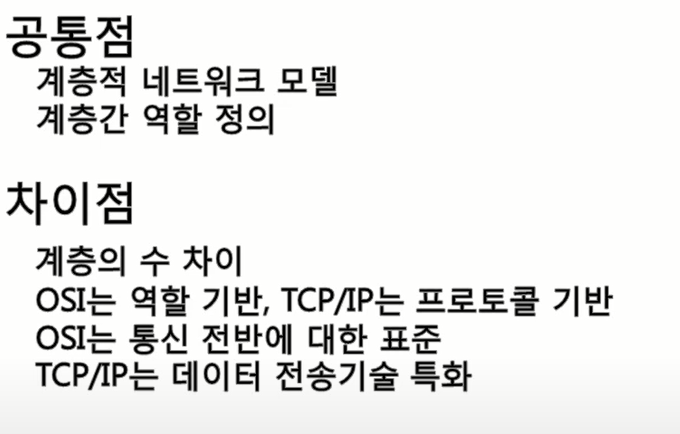 공통점
계층적 네트워크 모델
계층간 역할 정의
차이점
계층의 수 차이
OSI는 역할 기반, TCP/IP는 프로토콜 기반
OSI는 통신 전반에 대한 표준
TCP/IP는 데이터 전송기술 특화